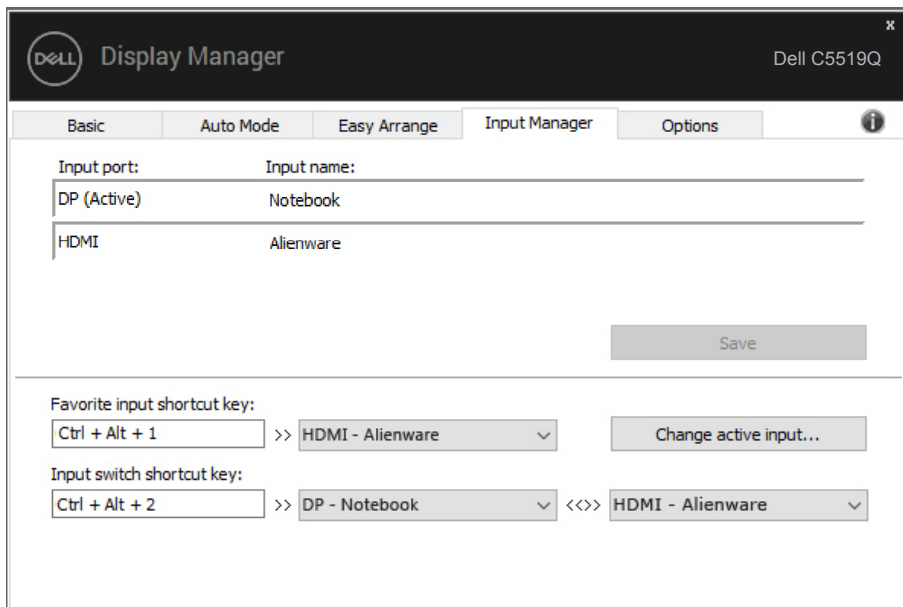 x
DELL Display Manager Dell C5519Q
Basic Auto Mode Easy Arrange Input Manager Options i
Input port: Input name:
DP (Active) Notebook
HDMI Alienware
Save
Favorite input shortcut key:
Ctrl + Alt + 1 >> HDMI - Alienware Change active input...
Input switch shortcut key:
Ctrl + Alt + 2 >> DP - Notebook <<>> HDMI - Alienware